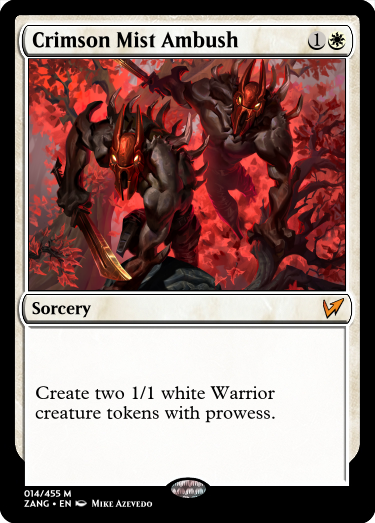 Crimson Mist Ambush 1
Sorcery
Create two 1/1 white Warrior
creature tokens with prowess.
014/455 M
ZANG • EN Mike Azevedo